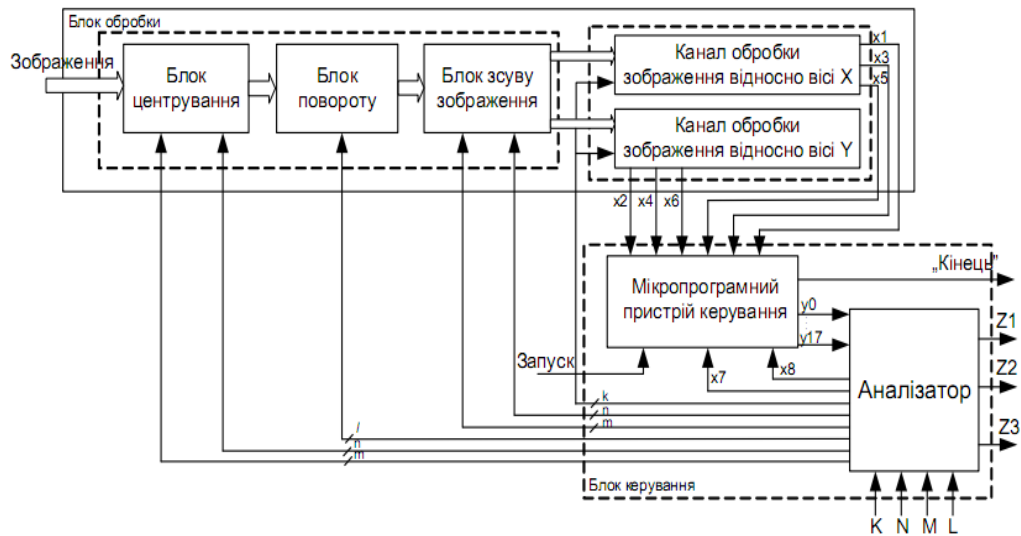 Блок обробки
Зображення
Блок
центрування
Блок
повороту
Блок зсуву
зображення
Канал обробки
зображення відносно вісі X
x1
x3
x5
Канал обробки
зображення відносно вісі Y
x2
x4
x6
Мікропрограмний
пристрій керування
„Кінець”
y0
y17
Запуск
x7
x8
Аналізатор
Z1
Z2
Z3
k
n
m
l
n
m
Блок керування
K
N
M
L